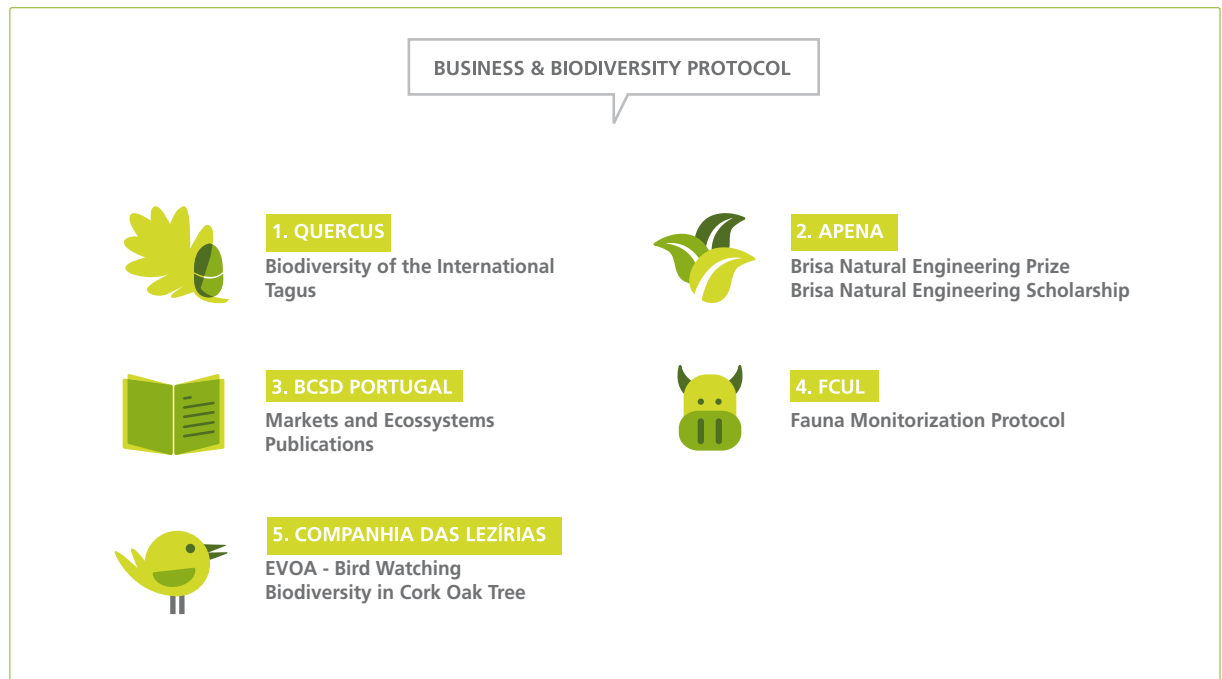 BUSINESS & BIODIVERSITY PROTOCOL
1. QUERCUS
Biodiversity of the International
Tagus
2. APENA
Brisa Natural Engineering Prize
Brisa Natural Engineering Scholarship
3. BCSD PORTUGAL
Markets and Ecossystems
Publications
4. FCUL
Fauna Monitorization Protocol
5. COMPANHIA DAS LEZÍRIAS
EVOA - Bird Watching
Biodiversity in Cork Oak Tree